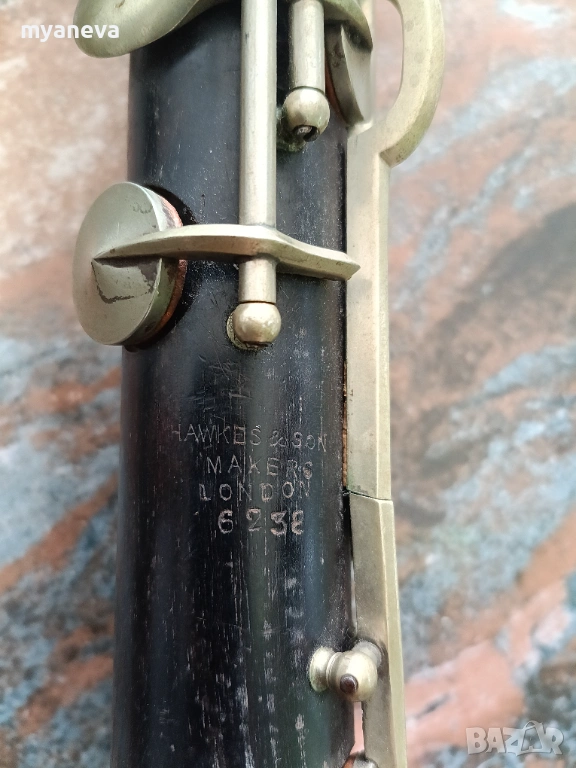 myaneva
HAWKES & SON
MAKERS
LONDON
6238
BAZAR